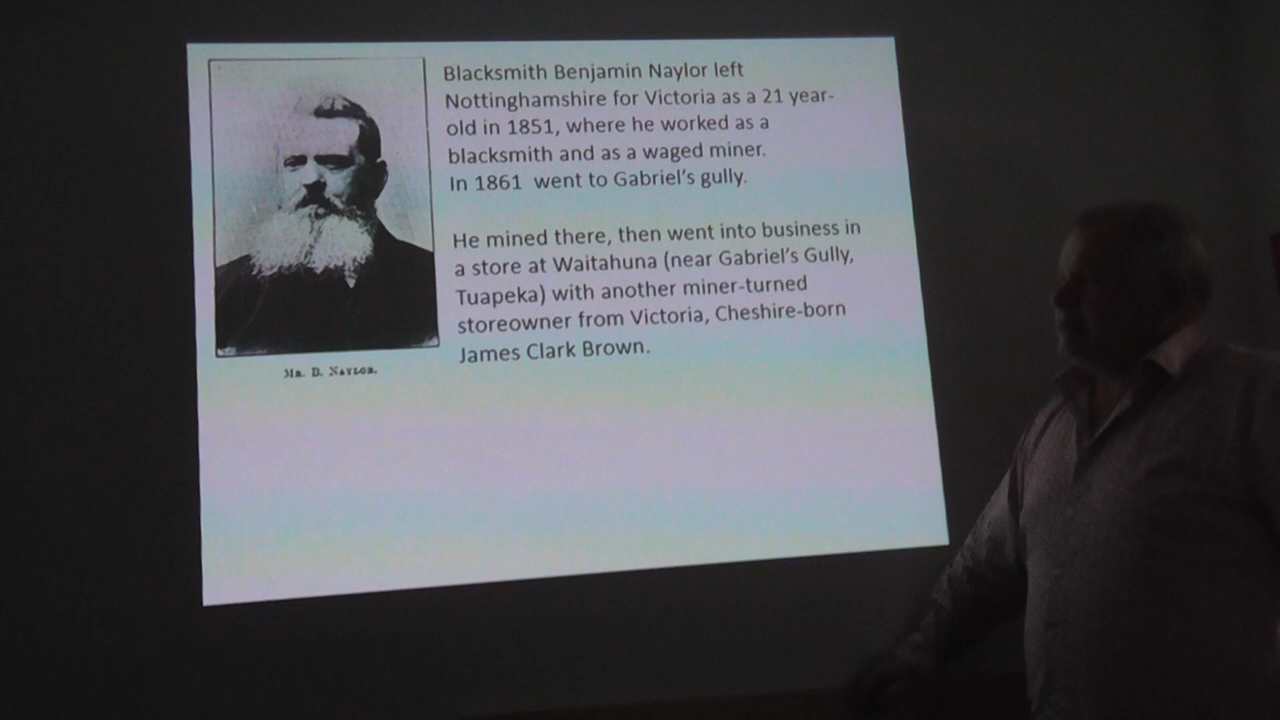 Blacksmith Benjamin Naylor left
Nottinghamshire for Victoria as a 21 year-
old in 1851, where he worked as a
blacksmith and as a waged miner.
In 1861 went to Gabriel's gully.
He mined there, then went into business in
a store at Waitahuna (near Gabriel's Gully,
Tuapeka) with another miner-turned
storeowner from Victoria, Cheshire-born
James Clark Brown.
MR. B. NAYLOR.